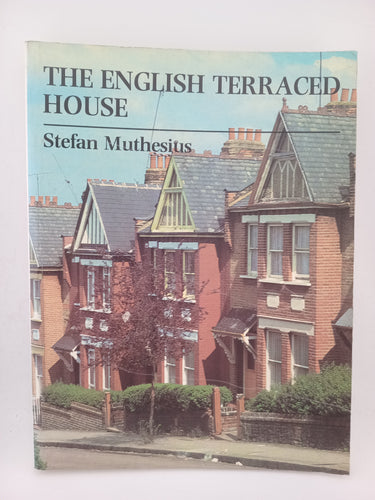 THE ENGLISH TERRACED
HOUSE
Stefan Muthesius